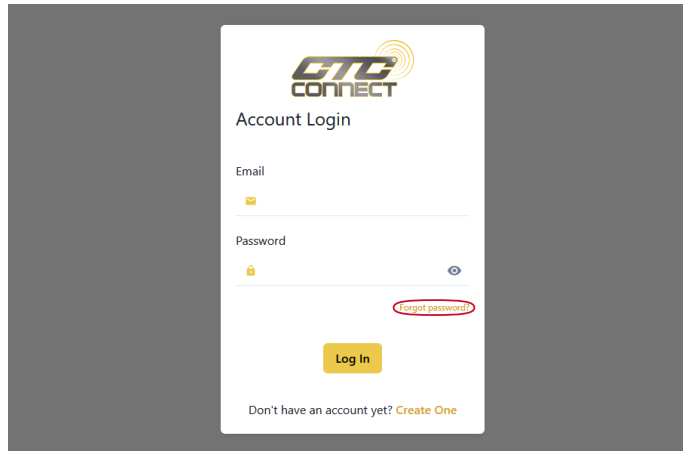 CTC
CONNECT
Account Login
Email
Password
Forgot password?
Log In
Don't have an account yet? Create One